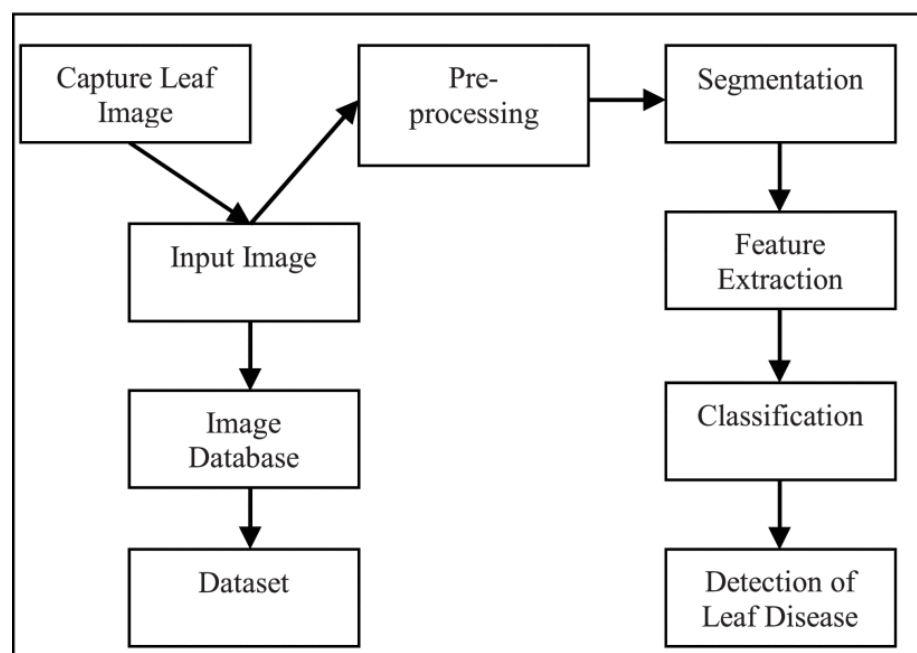 Capture Leaf
Image
Pre-
processing
Segmentation
Input Image
Feature
Extraction
Image
Database
Classification
Dataset
Detection of
Leaf Disease